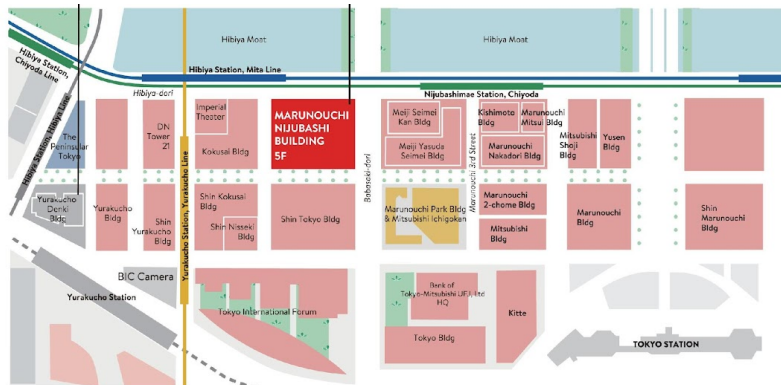 Hibiya Moat
Hibiya Moat
Hibiya Station,
Chiyoda Line
Hibiya Station, Mita Line
Nijubashimae Station, Chiyoda
Hibiya-dori
Hibiya Station, Hibiya Line
The
Peninsular
Tokyo
DN
Tower
21
Imperial
Theater
Kokusai Bldg
MARUNOUCHI
NIJUBASHI
BUILDING
5F
Meiji Seimei
Kan Bldg
Meiji Yasuda
Seimei Bldg
Kishimoto
Bldg
Marunouchi
Mitsui Bldg
Marunouchi
Nakadori Bldg
Mitsubishi
Shoji
Bldg
Yusen
Bldg
Yurakucho Station, Yurakucho Line
Babasaki-dori
Marunouchi 3rd Street
Yurakucho
Denki
Bldg
Yurakucho
Bldg
Shin
Yurakucho
Bldg
Shin Kokusai
Bldg
Shin Nisseki
Bldg
Shin Tokyo Bldg
Marunouchi Park Bldg
& Mitsubishi Ichigokan
Marunouchi
2-chome Bldg
Mitsubishi
Bldg
Marunouchi
Bldg
Shin
Marunouchi
Bldg
BIC Camera
Yurakucho Station
Tokyo International Forum
Bank of
Tokyo-Mitsubishi UFJ, Ltd
HQ
Tokyo Bldg
Kitte
TOKYO STATION